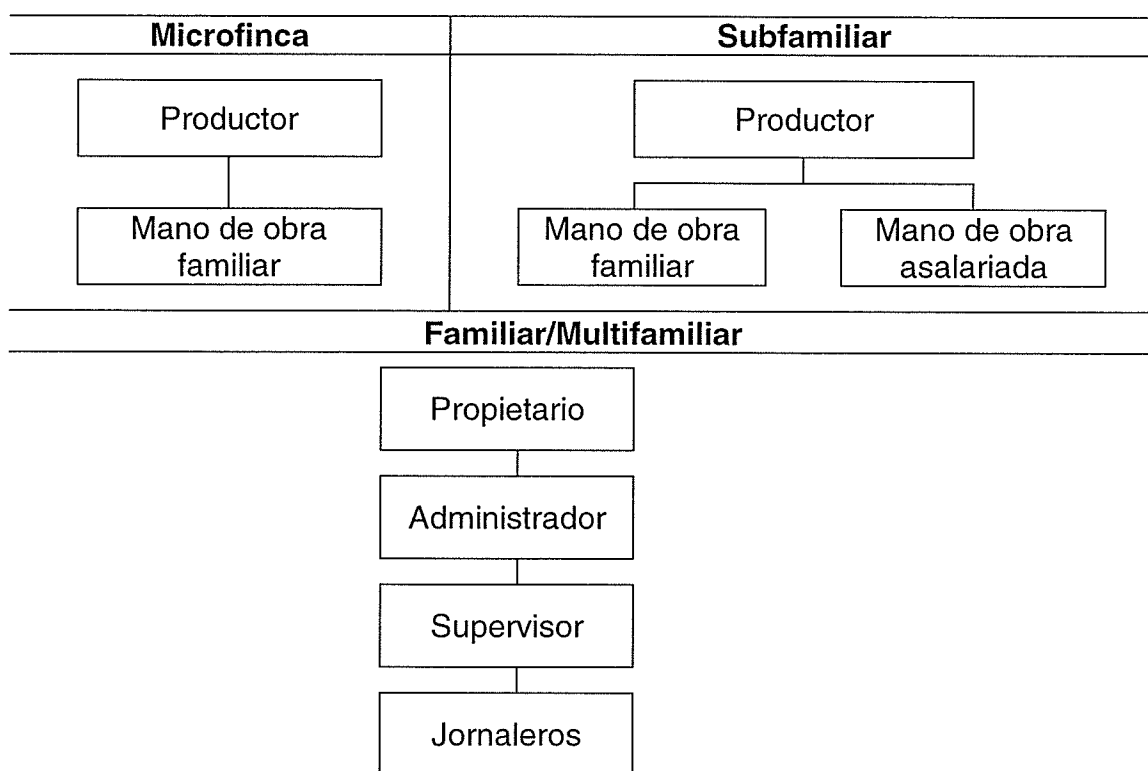 Microfinca
Subfamiliar
Productor
Productor
Mano de obra
familiar
Mano de obra
familiar
Mano de obra
asalariada
Familiar/Multifamiliar
Propietario
Administrador
Supervisor
Jornaleros